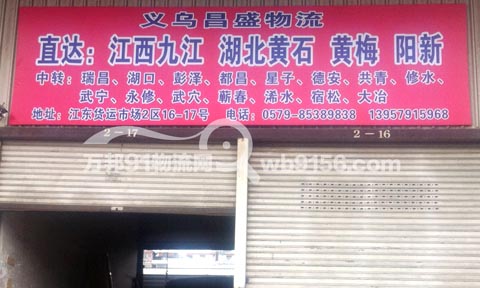 义乌昌盛物流
直达：江西九江 湖北黄石 黄梅 阳新
中转：瑞昌、湖口、彭泽、都昌、星子、德安、共青、修水、
武宁、永修、武穴、蕲春、浠水、宿松、大冶
地址：江东货运市场2区16-17号 电话：0579-85389838 13957915968
2-17 2-16
万邦91物流网 wb9156.com